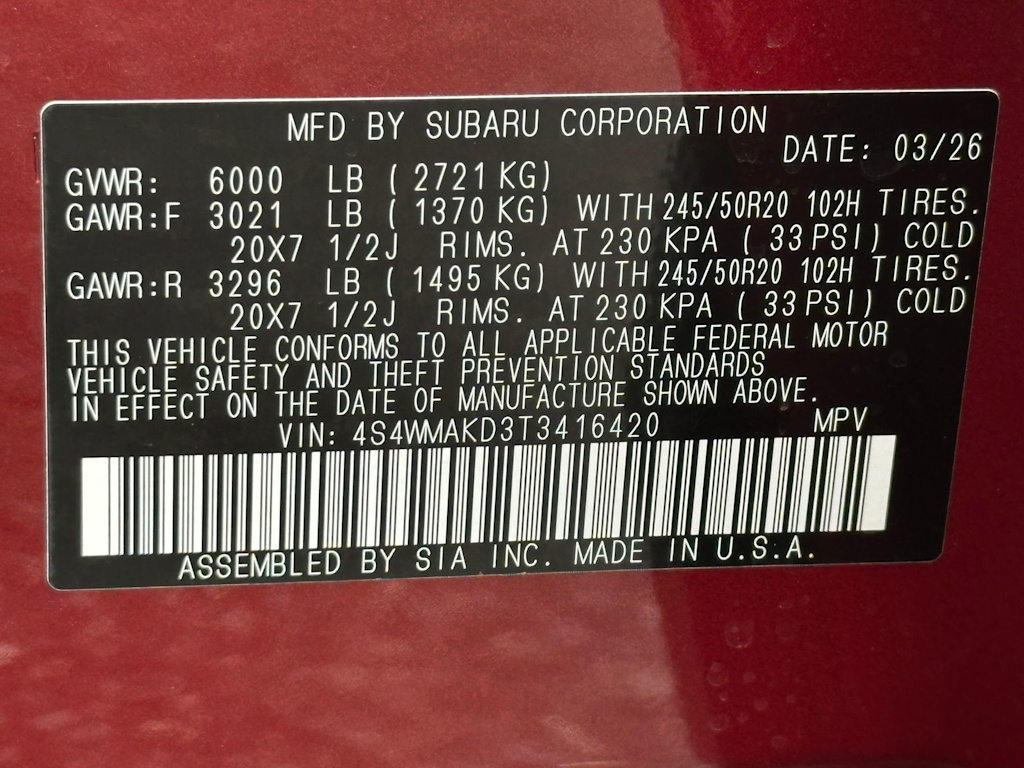 MFD BY SUBARU CORPORATION
DATE: 03/26
GVWR: 6000 LB ( 2721 KG)
GAWR:F 3021 LB ( 1370 KG) WITH 245/50R20 102H TIRES.
20X7 1/2J RIMS. AT 230 KPA ( 33 PSI) COLD
GAWR:R 3296 LB ( 1495 KG) WITH 245/50R20 102H TIRES.
20X7 1/2J RIMS. AT 230 KPA ( 33 PSI) COLD
THIS VEHICLE CONFORMS TO ALL APPLICABLE FEDERAL MOTOR
VEHICLE SAFETY AND THEFT PREVENTION STANDARDS
IN EFFECT ON THE DATE OF MANUFACTURE SHOWN ABOVE.
VIN: 4S4WMAKD3T3416420 MPV
ASSEMBLED BY SIA INC. MADE IN U.S.A.